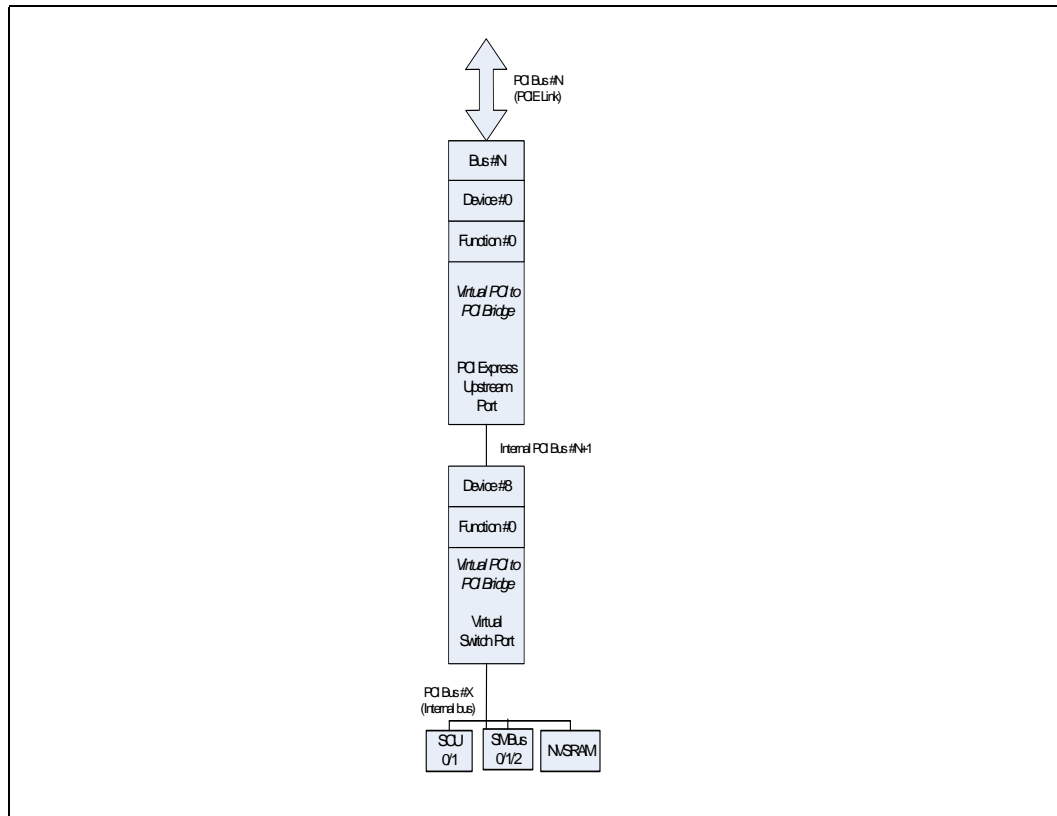 PCI Bus #N
(PCIE Link)
Bus #N
Device #0
Function #0
Virtual PCI to
PCI Bridge
PCI Express
Upstream
Port
Internal PCI Bus #N+1
Device #8
Function #0
Virtual PCI to
PCI Bridge
Virtual
Switch Port
PCI Bus #X
(Internal bus)
SCU
0/1
SMBus
0/1/2
NVSRAM